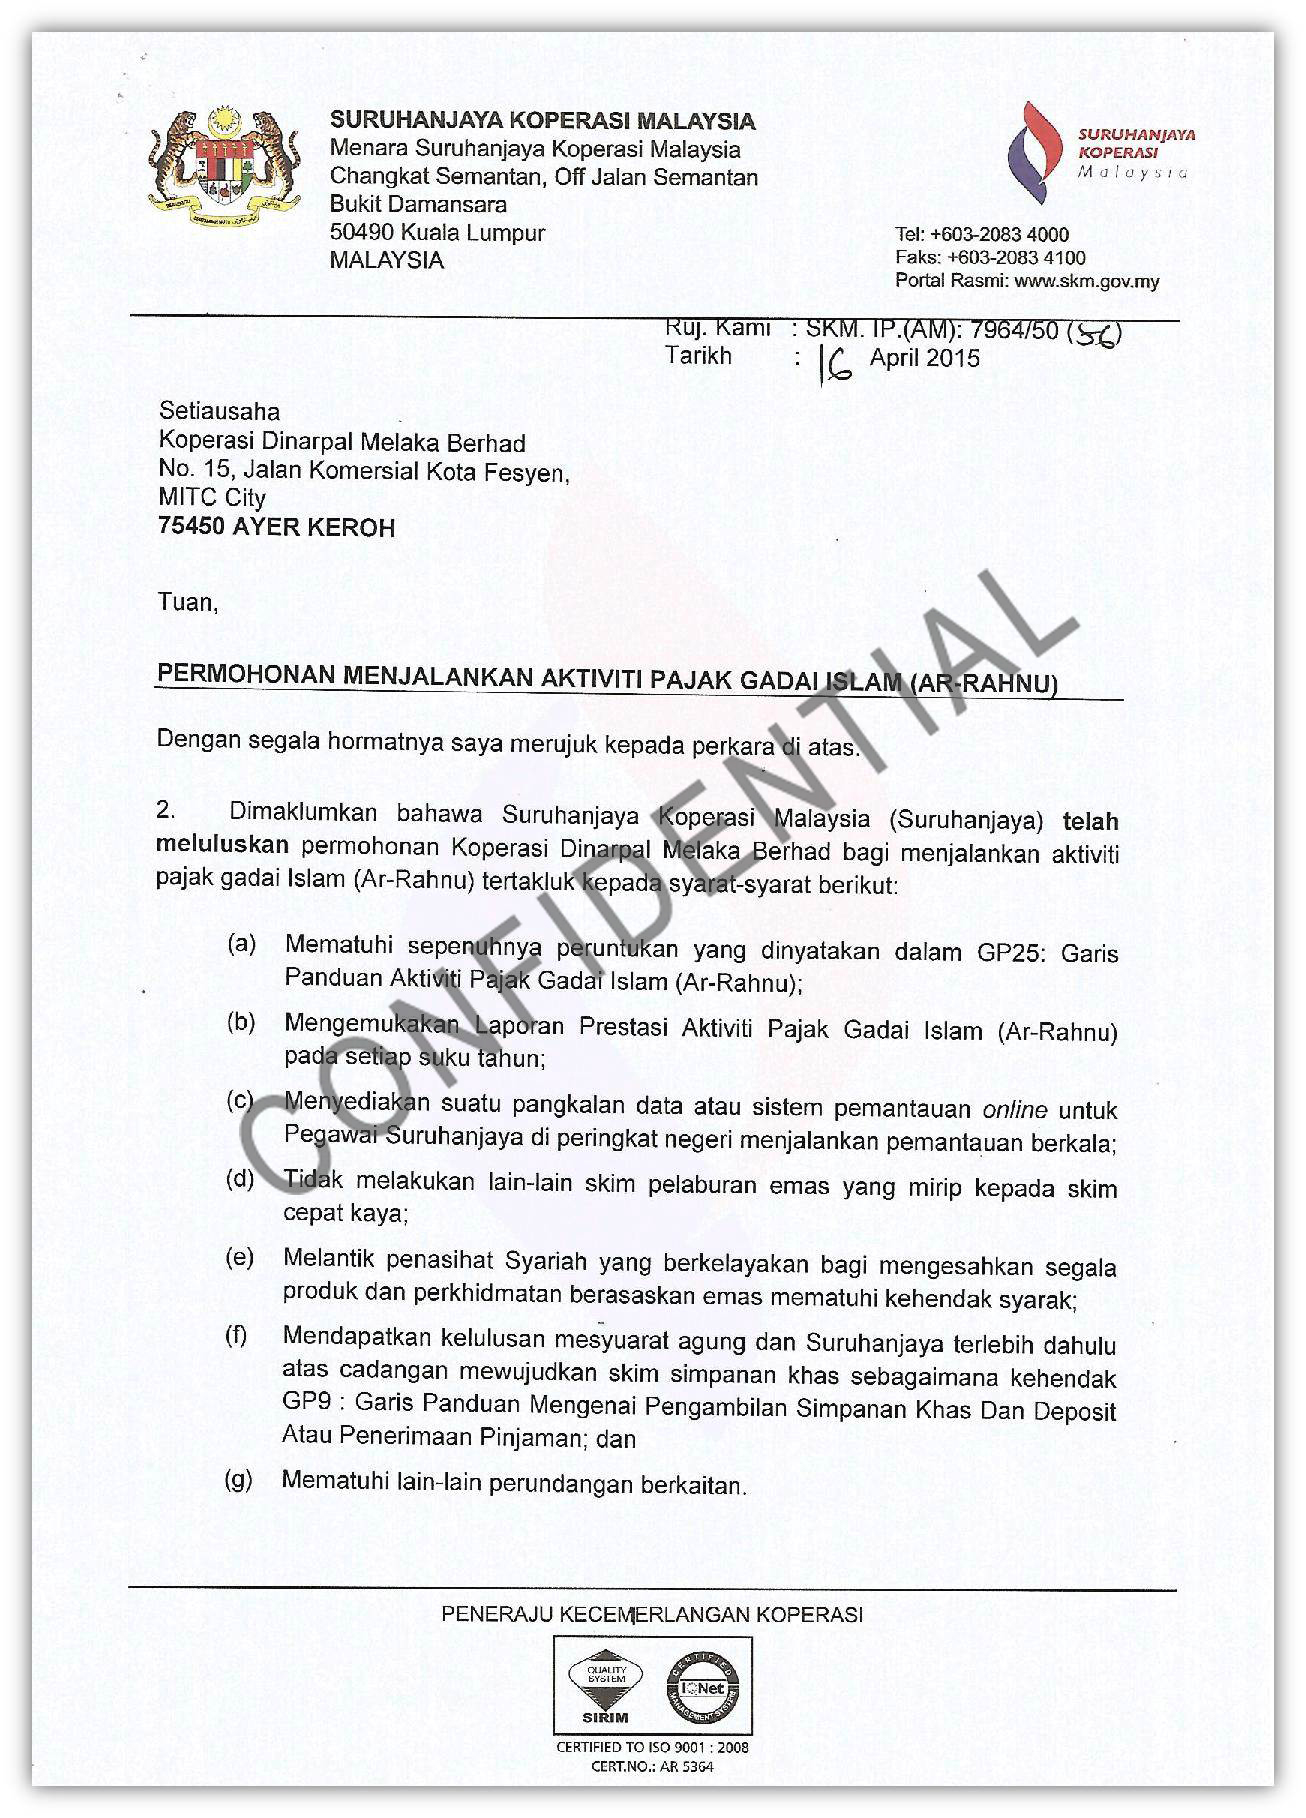 SURUHANJAYA KOPERASI MALAYSIA
Menara Suruhanjaya Koperasi Malaysia
Changkat Semantan, Off Jalan Semantan
Bukit Damansara
50490 Kuala Lumpur
MALAYSIA
SURUHANJAYA
KOPERASI
Malaysia
Tel: +603-2083 4000
Faks: +603-2083 4100
Portal Rasmi: www.skm.gov.my
Ruj. Kami : SKM. IP.(AM): 7964/50 (56)
Tarikh : 16 April 2015
Setiausaha
Koperasi Dinarpal Melaka Berhad
No. 15, Jalan Komersial Kota Fesyen,
MITC City
75450 AYER KEROH
Tuan,
PERMOHONAN MENJALANKAN AKTIVITI PAJAK GADAI ISLAM (AR-RAHNU)
Dengan segala hormatnya saya merujuk kepada perkara di atas.
2. Dimaklumkan bahawa Suruhanjaya Koperasi Malaysia (Suruhanjaya) telah
meluluskan permohonan Koperasi Dinarpal Melaka Berhad bagi menjalankan aktiviti
pajak gadai Islam (Ar-Rahnu) tertakluk kepada syarat-syarat berikut:
(a) Mematuhi sepenuhnya peruntukan yang dinyatakan dalam GP25: Garis
Panduan Aktiviti Pajak Gadai Islam (Ar-Rahnu);
(b) Mengemukakan Laporan Prestasi Aktiviti Pajak Gadai Islam (Ar-Rahnu)
pada setiap suku tahun;
(c) Menyediakan suatu pangkalan data atau sistem pemantauan online untuk
Pegawai Suruhanjaya di peringkat negeri menjalankan pemantauan berkala;
(d) Tidak melakukan lain-lain skim pelaburan emas yang mirip kepada skim
cepat kaya;
(e) Melantik penasihat Syariah yang berkelayakan bagi mengesahkan segala
produk dan perkhidmatan berasaskan emas mematuhi kehendak syarak;
(f) Mendapatkan kelulusan mesyuarat agung dan Suruhanjaya terlebih dahulu
atas cadangan mewujudkan skim simpanan khas sebagaimana kehendak
GP9 : Garis Panduan Mengenai Pengambilan Simpanan Khas Dan Deposit
Atau Penerimaan Pinjaman; dan
(g) Mematuhi lain-lain perundangan berkaitan.
CONFIDENTIAL
PENERAJU KECEMERLANGAN KOPERASI
QUALITY
SYSTEM
SIRIM
CERTIFIED
IQNet
MANAGEMENT SYSTEM
CERTIFIED TO ISO 9001 : 2008
CERT.NO.: AR 5364